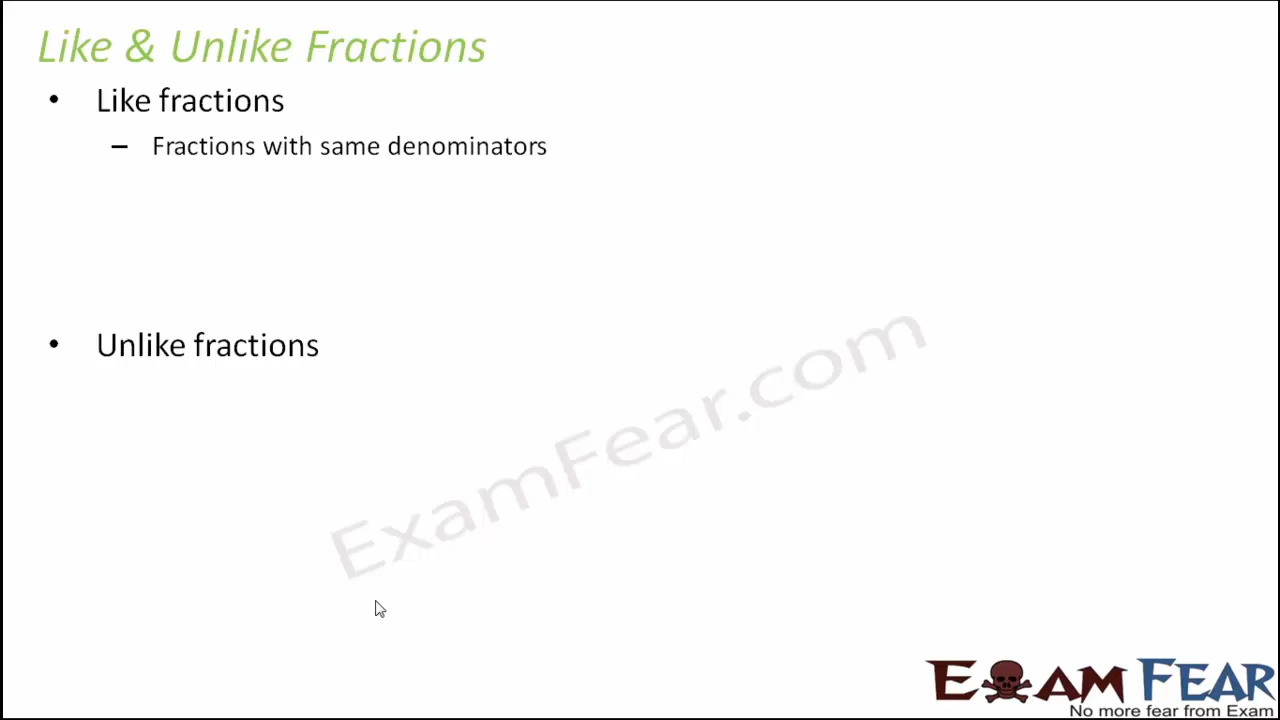 Like & Unlike Fractions
• Like fractions
– Fractions with same denominators
• Unlike fractions
ExamFear.com
EXAM FEAR
No more fear from Exam